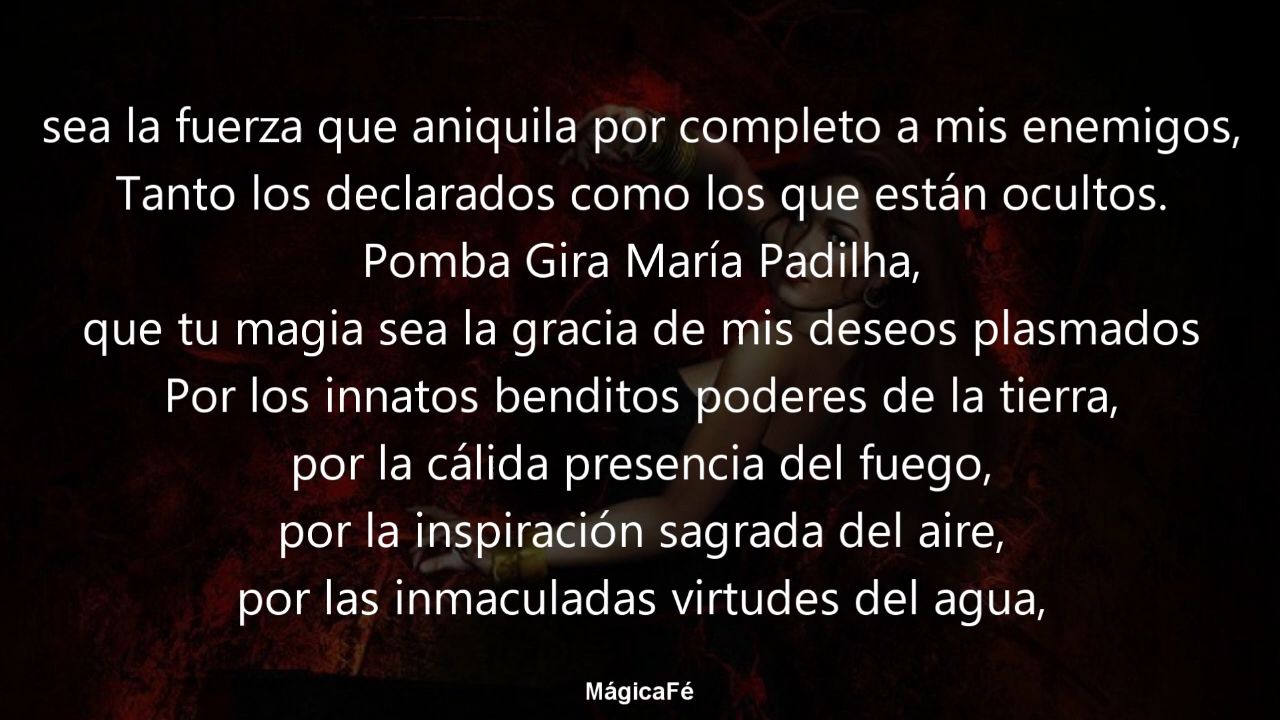 sea la fuerza que aniquila por completo a mis enemigos,
Tanto los declarados como los que están ocultos.
Pomba Gira María Padilha,
que tu magia sea la gracia de mis deseos plasmados
Por los innatos benditos poderes de la tierra,
por la cálida presencia del fuego,
por la inspiración sagrada del aire,
por las inmaculadas virtudes del agua,
MágicaFé